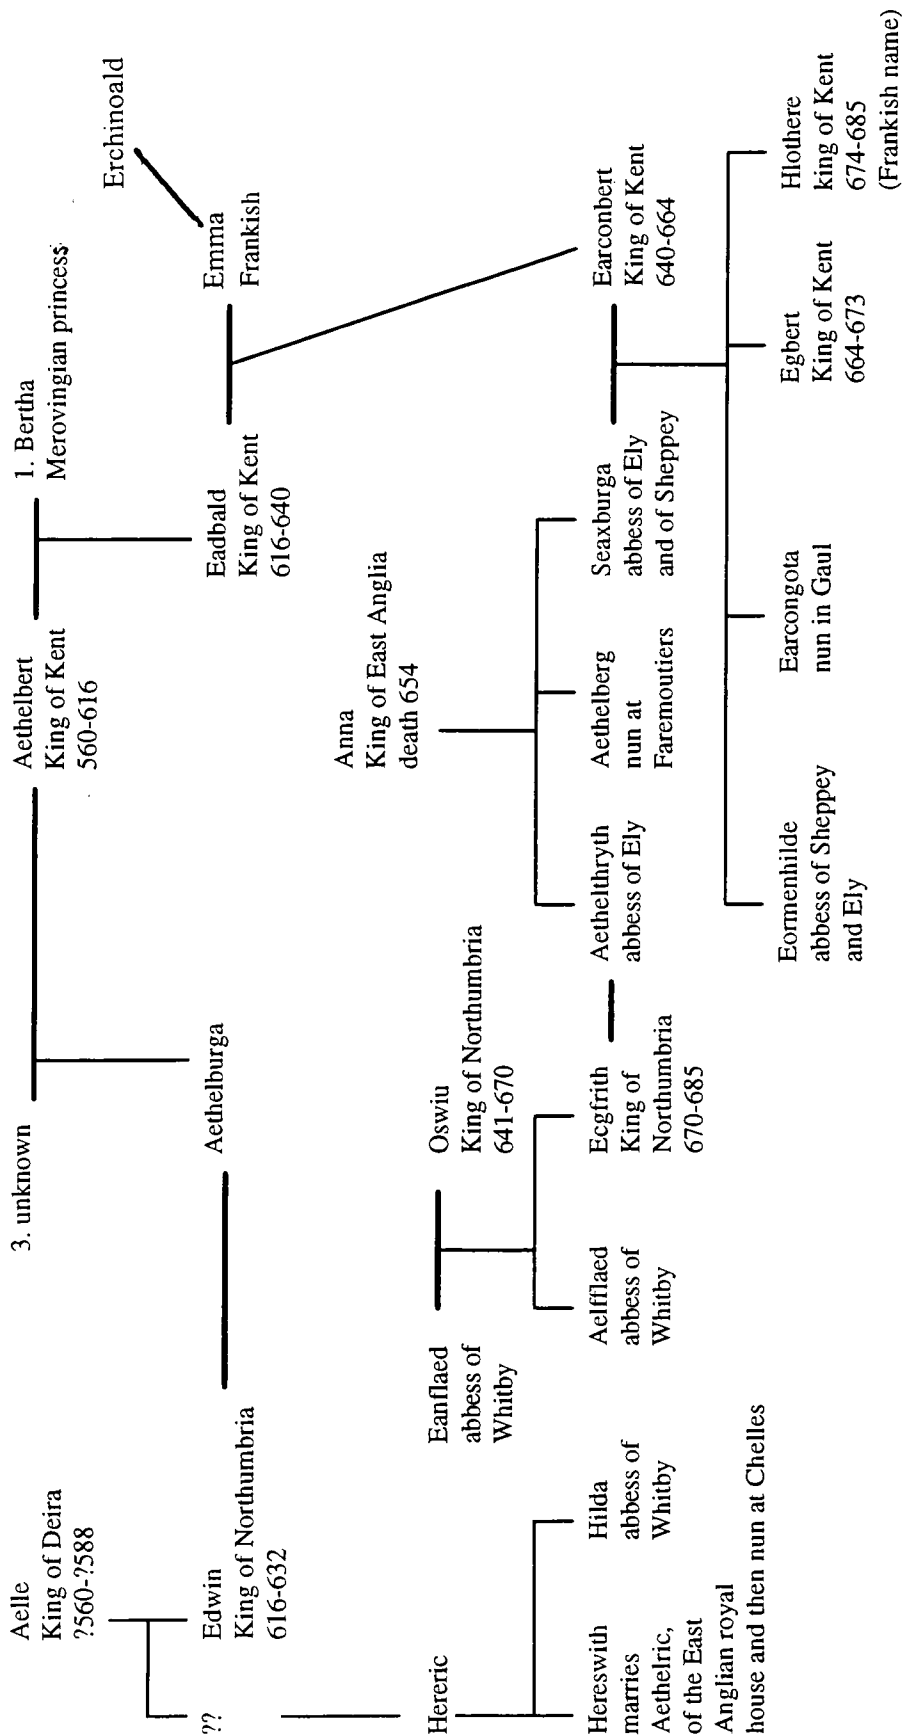 Aelle
King of Deira
?560-?588
3. unknown
Aethelbert
King of Kent
560-616
1. Bertha
Merovingian princess
Erchinoald
??
Edwin
King of Northumbria
616-632
Aethelburga
Eadbald
King of Kent
616-640
Emma
Frankish
Anna
King of East Anglia
death 654
Hereric
Eanflaed
abbess of
Whitby
Oswiu
King of Northumbria
641-670
Hereswith
marries
Aethelric,
of the East
Anglian royal
house and then nun at Chelles
Hilda
abbess of
Whitby
Aelfflaed
abbess of
Whitby
Ecgfrith
King of
Northumbria
670-685
Aethelthryth
abbess of Ely
Aethelberg
nun at
Faremoutiers
Seaxburga
abbess of Ely
and of Sheppey
Earconbert
King of Kent
640-664
Eormenhilde
abbess of Sheppey
and Ely
Earcongota
nun in Gaul
Egbert
King of Kent
664-673
Hlothere
king of Kent
674-685
(Frankish name)